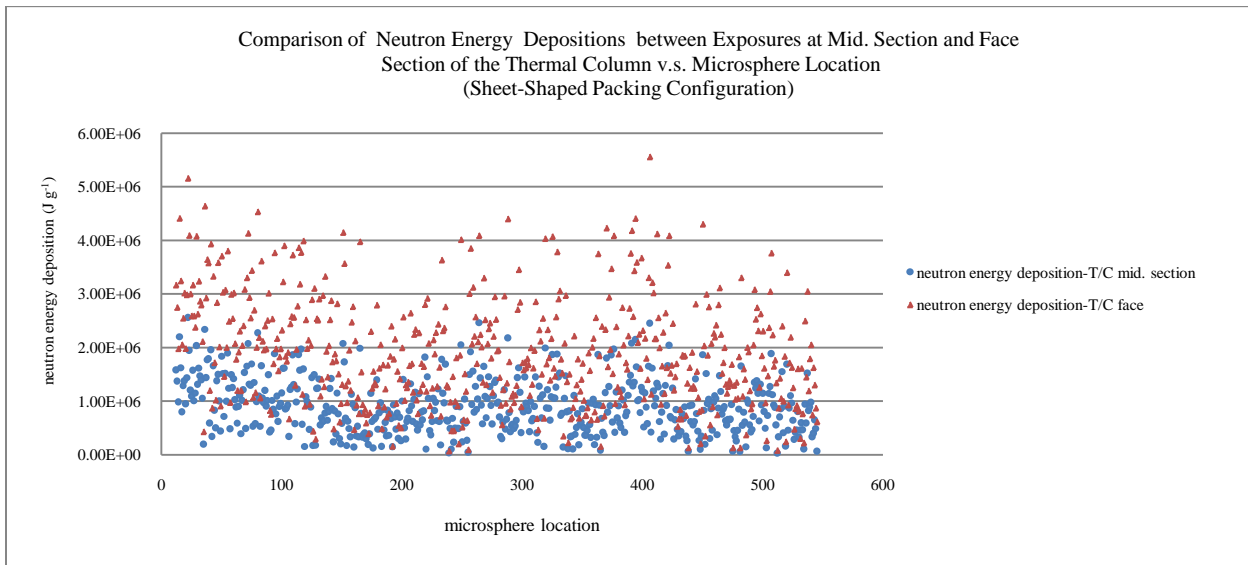 Comparison of Neutron Energy Depositions between Exposures at Mid. Section and Face
Section of the Thermal Column v.s. Microsphere Location
(Sheet-Shaped Packing Configuration)
neutron energy deposition (J g-1)
6.00E+06
5.00E+06
4.00E+06
3.00E+06
2.00E+06
1.00E+06
0.00E+00
0 100 200 300 400 500 600
microsphere location
neutron energy deposition-T/C mid. section
neutron energy deposition-T/C face